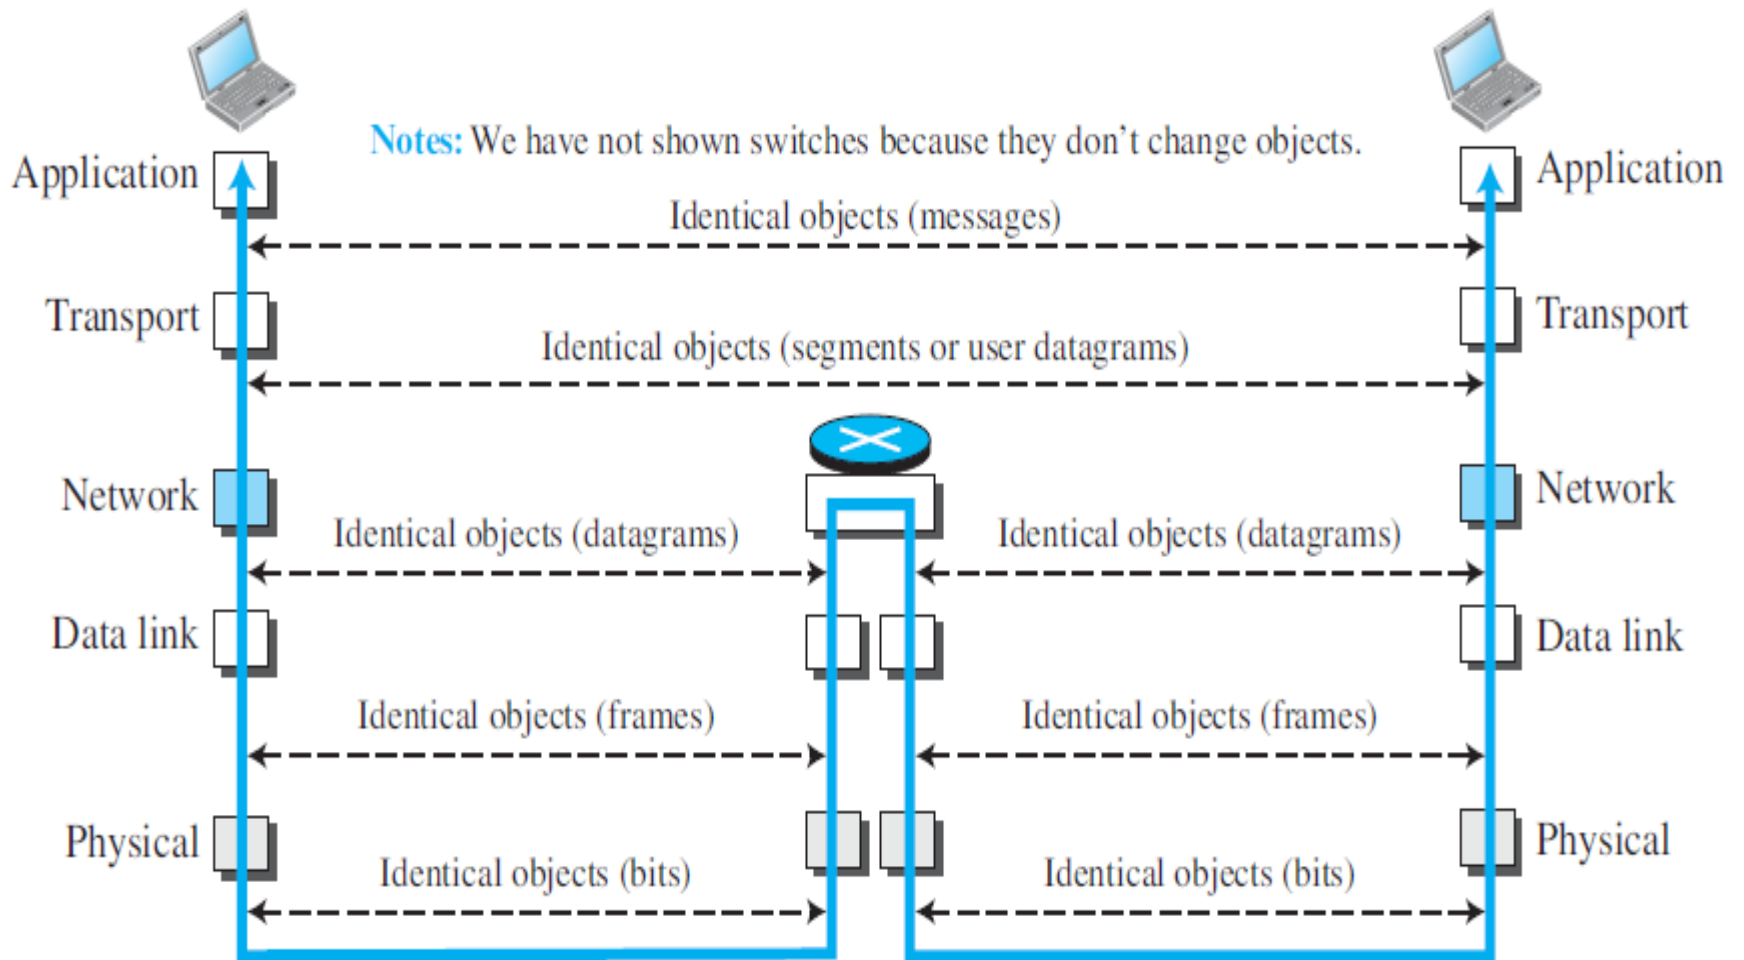 Notes: We have not shown switches because they don’t change objects.
Application
Application
Identical objects (messages)
Transport
Transport
Identical objects (segments or user datagrams)
Network
Network
Identical objects (datagrams)
Identical objects (datagrams)
Data link
Data link
Identical objects (frames)
Identical objects (frames)
Physical
Physical
Identical objects (bits)
Identical objects (bits)